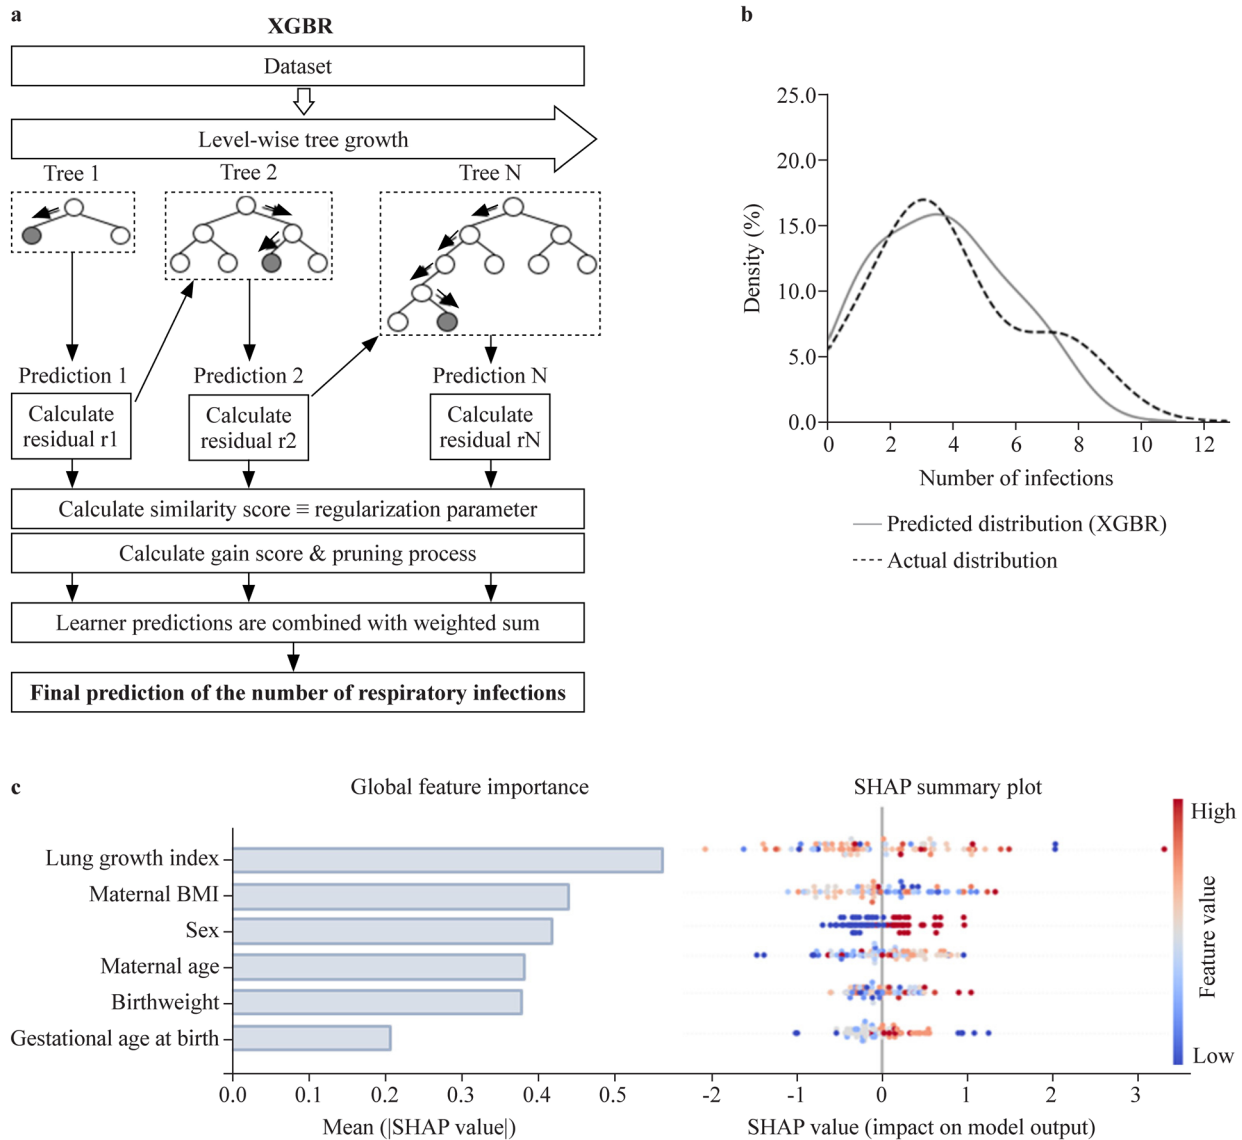 a
XGBR
Dataset
Level-wise tree growth
Tree 1
Tree 2
Tree N
Prediction 1
Prediction 2
Prediction N
Calculate
residual r1
Calculate
residual r2
Calculate
residual rN
Calculate similarity score ≡ regularization parameter
Calculate gain score & pruning process
Learner predictions are combined with weighted sum
Final prediction of the number of respiratory infections
b
Density (%)
25.0
20.0
15.0
10.0
5.0
0.0
0 2 4 6 8 10 12
Number of infections
Predicted distribution (XGBR)
Actual distribution
c
Global feature importance
Lung growth index
Maternal BMI
Sex
Maternal age
Birthweight
Gestational age at birth
0.0 0.1 0.2 0.3 0.4 0.5
Mean (|SHAP value|)
SHAP summary plot
-2 -1 0 1 2 3
SHAP value (impact on model output)
High
Feature value
Low